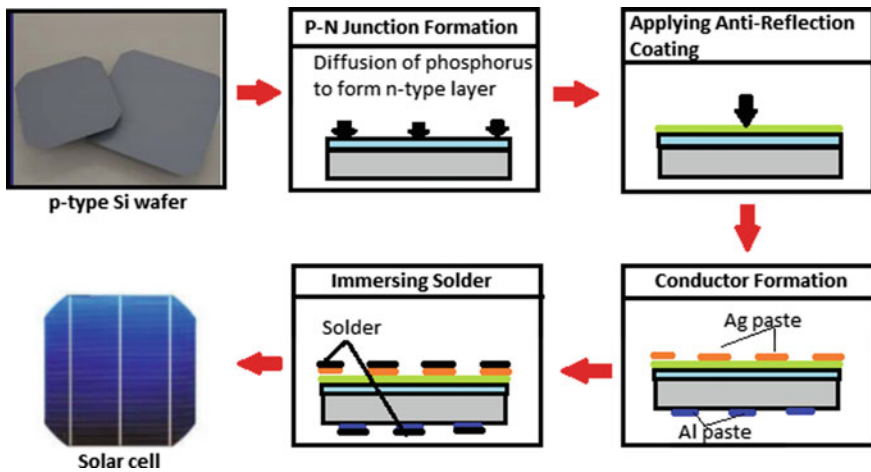 p-type Si wafer
P-N Junction Formation
Diffusion of phosphorus
to form n-type layer
Applying Anti-Reflection
Coating
Conductor Formation
Ag paste
Al paste
Immersing Solder
Solder
Solar cell